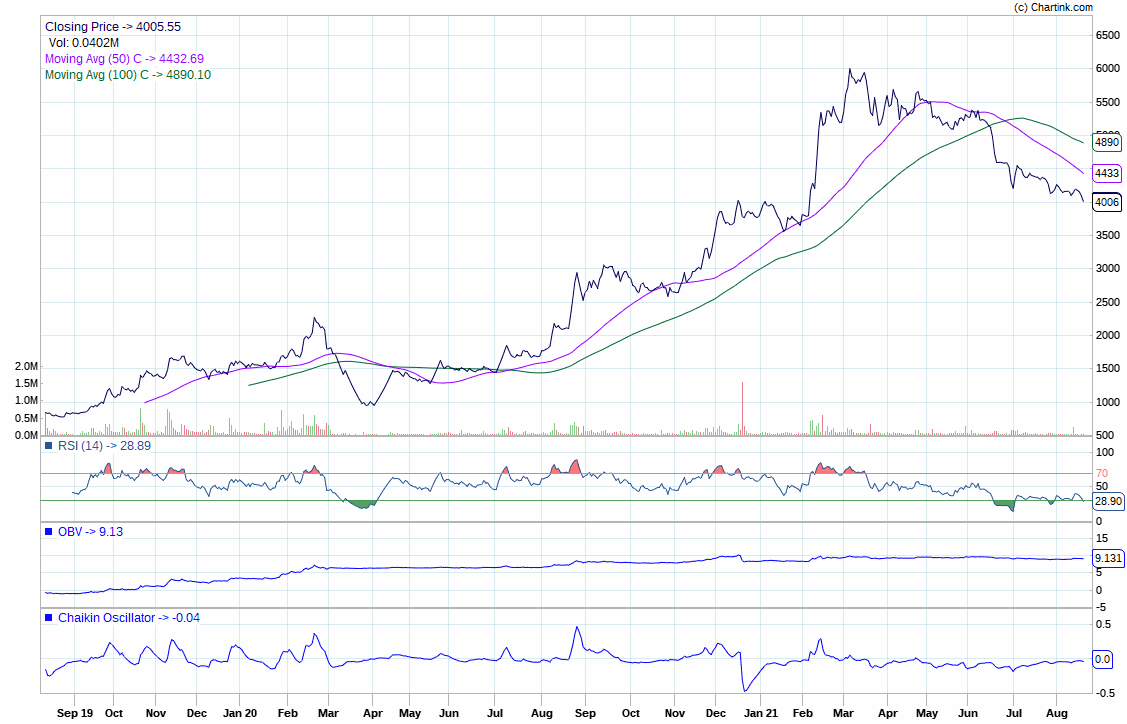 (c) Chartink.com
Closing Price -> 4005.55
Vol: 0.0402M
Moving Avg (50) C -> 4432.69
Moving Avg (100) C -> 4890.10
6500
6000
5500
5000
4890
4433
4006
3500
3000
2500
2000
1500
1000
500
2.0M
1.5M
1.0M
0.5M
0.0M
RSI (14) -> 28.89
100
70
50
28.90
0
OBV -> 9.13
15
9.131
5
0
-5
Chaikin Oscillator -> -0.04
0.5
0.0
-0.5
Sep 19 Oct Nov Dec Jan 20 Feb Mar Apr May Jun Jul Aug Sep Oct Nov Dec Jan 21 Feb Mar Apr May Jun Jul Aug